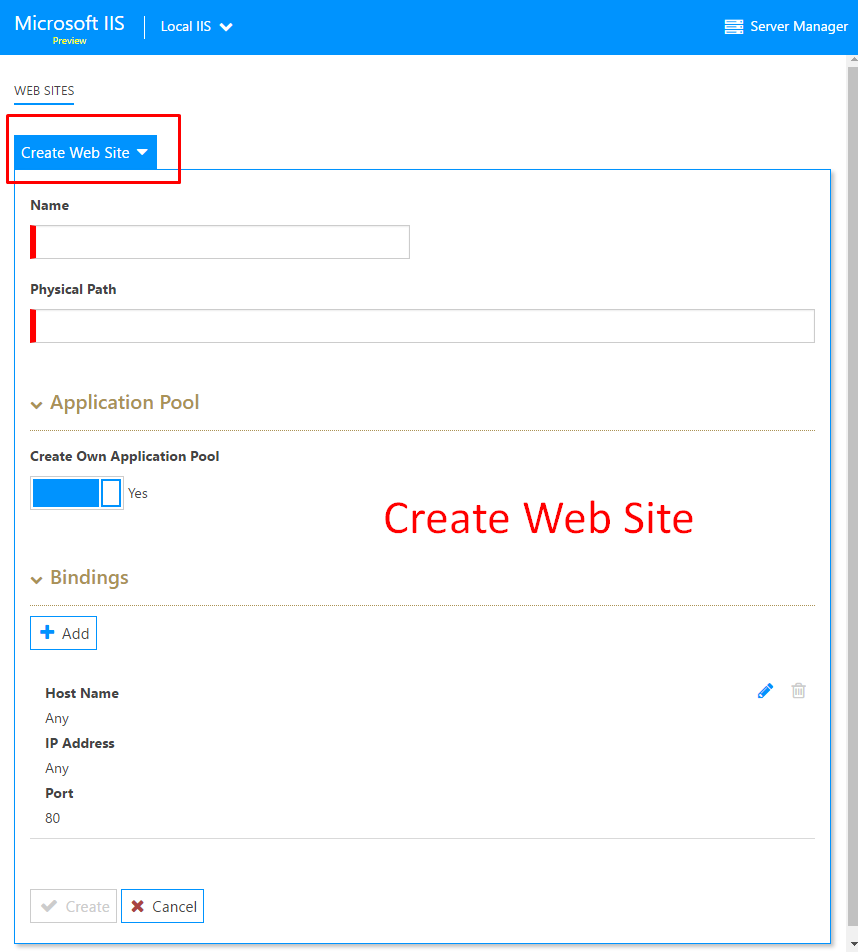 Microsoft IIS
Preview
Local IIS
Server Manager
WEB SITES
Create Web Site
Name
Physical Path
Application Pool
Create Own Application Pool
Yes
Create Web Site
Bindings
Add
Host Name
Any
IP Address
Any
Port
80
Create
Cancel